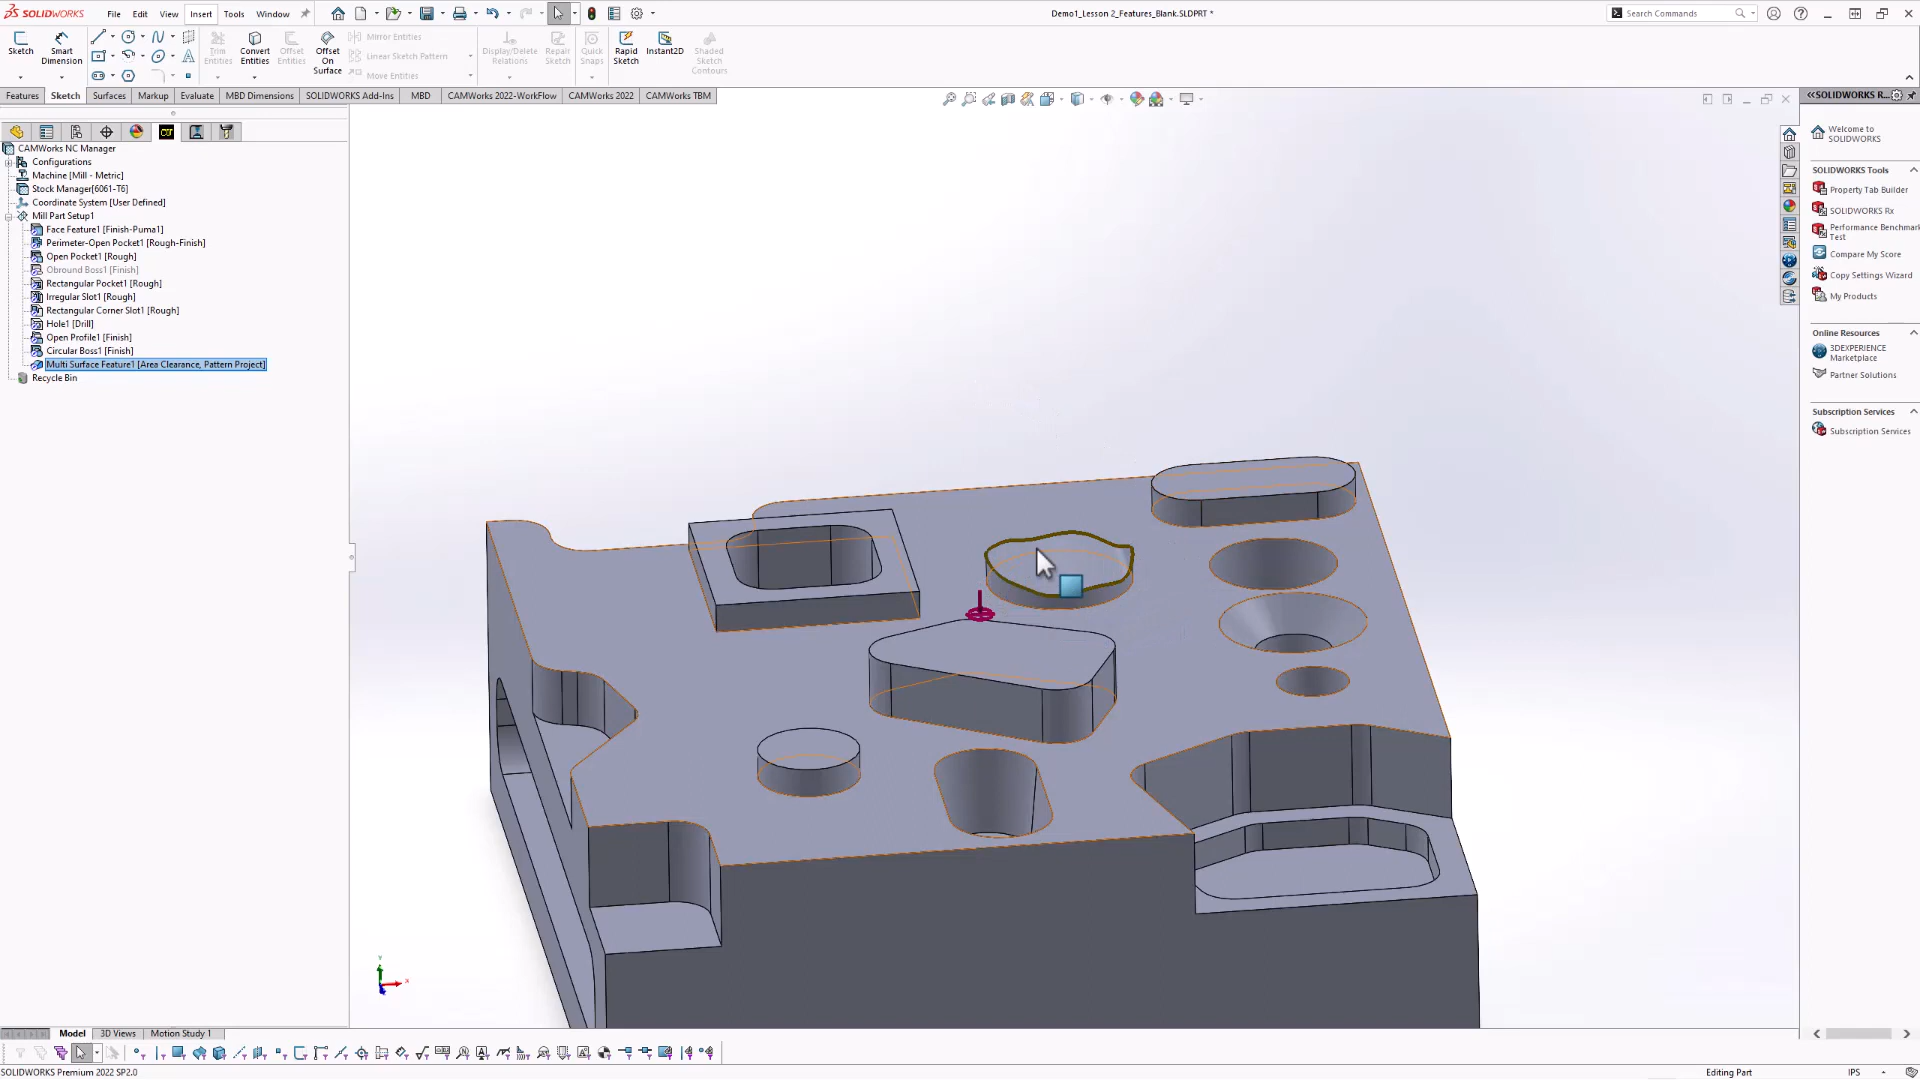 SOLIDWORKS File Edit View Insert Tools Window Demo1_Lesson 2_Features_Blank.SLDPRT * Search Commands
Sketch Smart Dimension Trim Entities Convert Entities Offset Entities Offset On Surface Mirror Entities Linear Sketch Pattern Move Entities Display/Delete Relations Repair Sketch Quick Snaps Rapid Sketch Instant2D Shaded Sketch Contours
Features Sketch Surfaces Markup Evaluate MBD Dimensions SOLIDWORKS Add-Ins MBD CAMWorks 2022-WorkFlow CAMWorks 2022 CAMWorks TBM
CAMWorks NC Manager
Configurations
Machine [Mill - Metric]
Stock Manager[6061-T6]
Coordinate System [User Defined]
Mill Part Setup1
Face Feature1 [Finish-Puma1]
Perimeter-Open Pocket1 [Rough-Finish]
Open Pocket1 [Rough]
Obround Boss1 [Finish]
Rectangular Pocket1 [Rough]
Irregular Slot1 [Rough]
Rectangular Corner Slot1 [Rough]
Hole1 [Drill]
Open Profile1 [Finish]
Circular Boss1 [Finish]
Multi Surface Feature1 [Area Clearance, Pattern Project]
Recycle Bin
SOLIDWORKS R...
Welcome to
SOLIDWORKS
SOLIDWORKS Tools
Property Tab Builder
SOLIDWORKS Rx
Performance Benchmark
Test
Compare My Score
Copy Settings Wizard
My Products
Online Resources
3DEXPERIENCE
Marketplace
Partner Solutions
Subscription Services
Subscription Services
Y
X
Model 3D Views Motion Study 1
SOLIDWORKS Premium 2022 SP2.0 Editing Part IPS